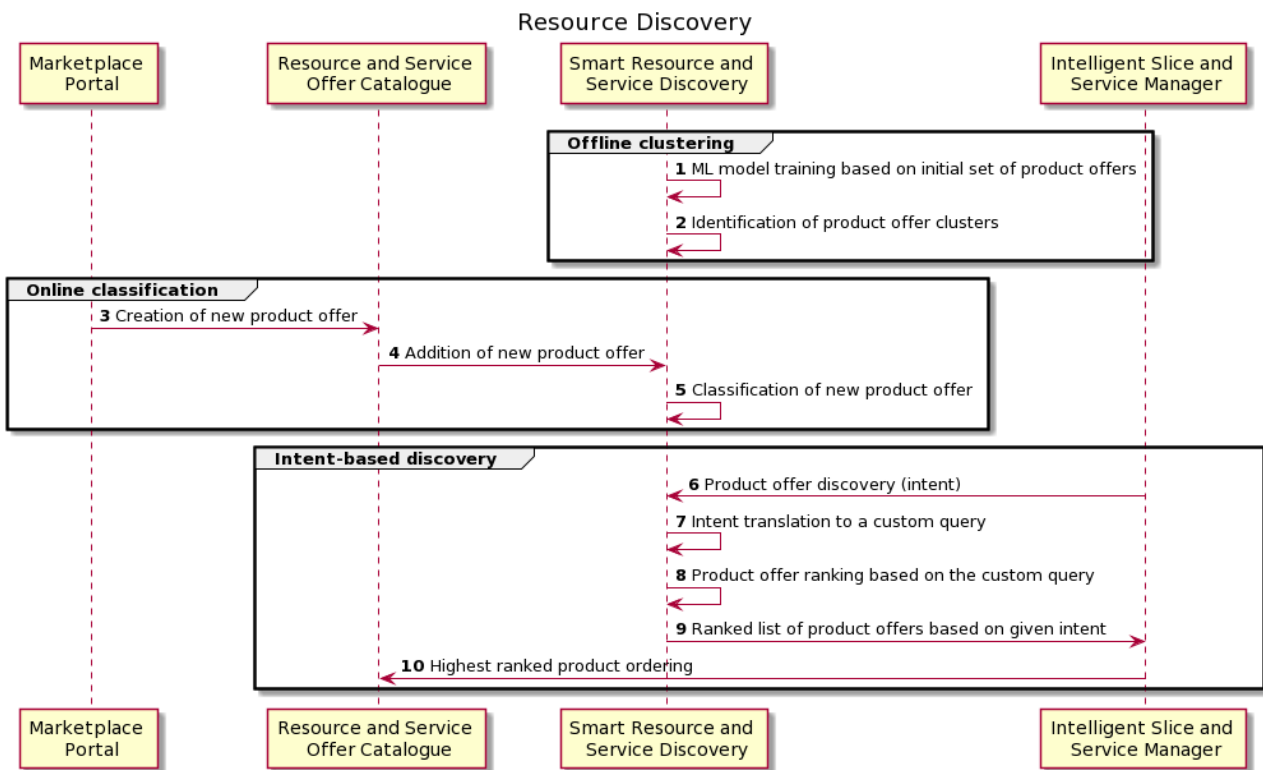 Resource Discovery
Marketplace
Portal
Resource and Service
Offer Catalogue
Smart Resource and
Service Discovery
Intelligent Slice and
Service Manager
Offline clustering
1 ML model training based on initial set of product offers
2 Identification of product offer clusters
Online classification
3 Creation of new product offer
4 Addition of new product offer
5 Classification of new product offer
Intent-based discovery
6 Product offer discovery (intent)
7 Intent translation to a custom query
8 Product offer ranking based on the custom query
9 Ranked list of product offers based on given intent
10 Highest ranked product ordering
Marketplace
Portal
Resource and Service
Offer Catalogue
Smart Resource and
Service Discovery
Intelligent Slice and
Service Manager